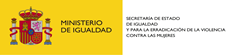 MINISTERIO
DE IGUALDAD
SECRETARÍA DE ESTADO
DE IGUALDAD
Y PARA LA ERRADICACIÓN DE LA VIOLENCIA
CONTRA LAS MUJERES